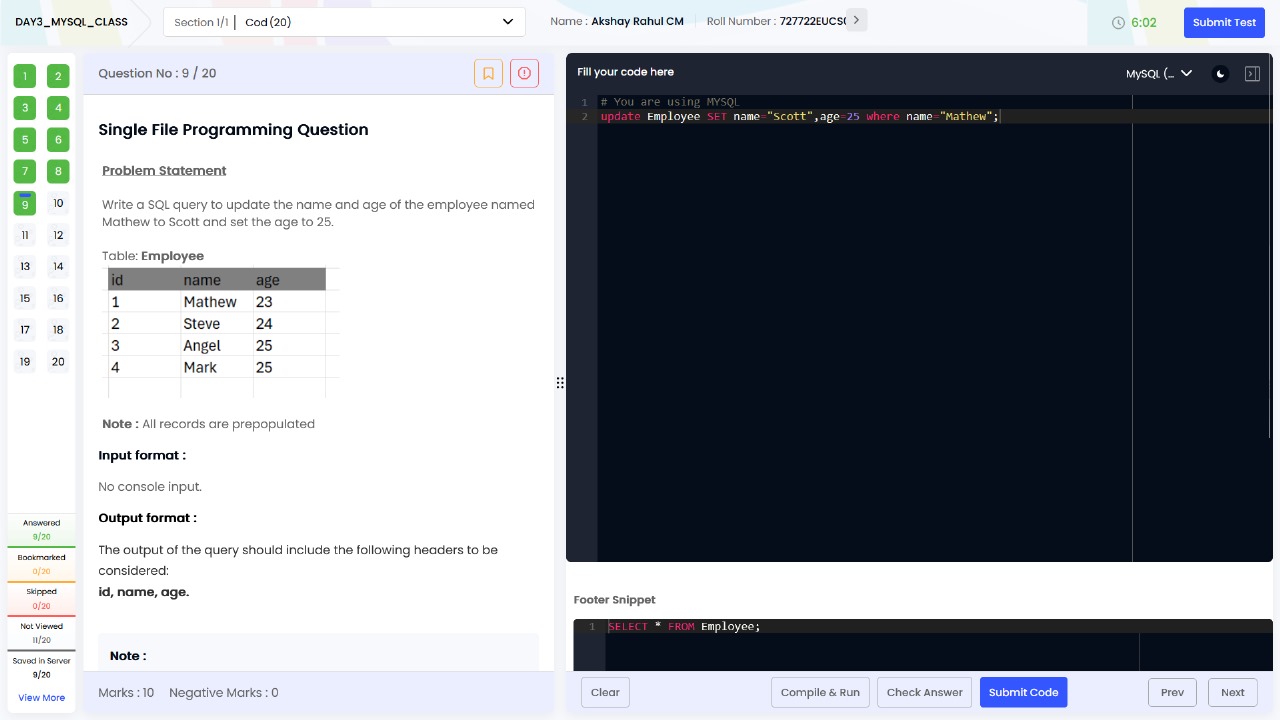 DAY3_MYSQL_CLASS
Section 1/1 | Cod (20)
Name : Akshay Rahul CM
Roll Number : 727722EUCS
6:02
Submit Test
1 2
3 4
5 6
7 8
9 10
11 12
13 14
15 16
17 18
19 20
Answered
9/20
Bookmarked
0/20
Skipped
0/20
Not Viewed
11/20
Saved in Server
9/20
View More
Question No : 9 / 20
Single File Programming Question
Problem Statement
Write a SQL query to update the name and age of the employee named
Mathew to Scott and set the age to 25.
Table: Employee
id name age
1 Mathew 23
2 Steve 24
3 Angel 25
4 Mark 25
Note : All records are prepopulated
Input format :
No console input.
Output format :
The output of the query should include the following headers to be
considered:
id, name, age.
Note :
Marks : 10 Negative Marks : 0
Fill your code here
MySQL (...
1 # You are using MYSQL
2 update Employee SET name="Scott",age=25 where name="Mathew";
Footer Snippet
1 SELECT * FROM Employee;
Clear
Compile & Run
Check Answer
Submit Code
Prev
Next